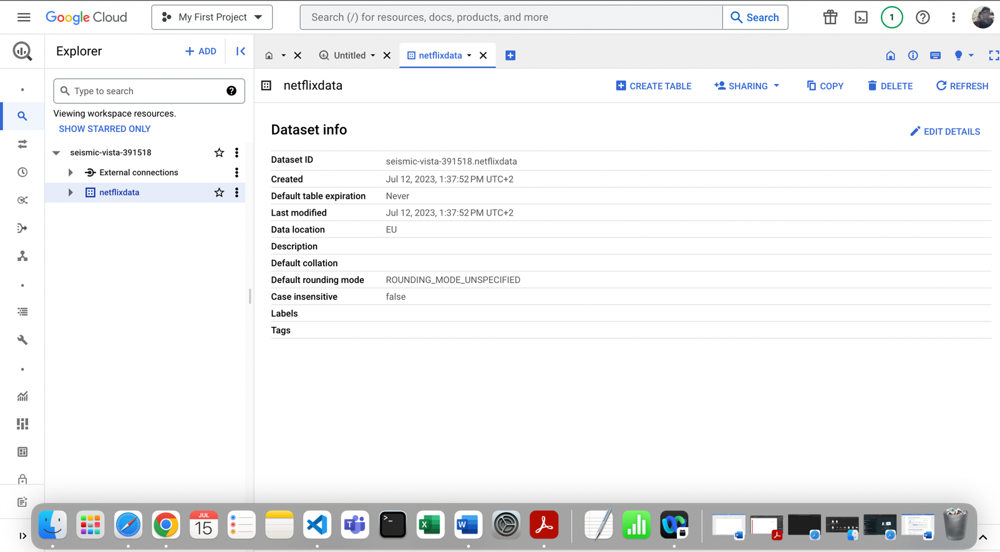 Google Cloud
My First Project
Search (/) for resources, docs, products, and more
Search
1
Explorer
+ ADD
Untitled
netflixdata
Type to search
?
Viewing workspace resources.
SHOW STARRED ONLY
seismic-vista-391518
External connections
netflixdata
netflixdata
CREATE TABLE
SHARING
COPY
DELETE
REFRESH
Dataset info
EDIT DETAILS
Dataset ID seismic-vista-391518.netflixdata
Created Jul 12, 2023, 1:37:52 PM UTC+2
Default table expiration Never
Last modified Jul 12, 2023, 1:37:52 PM UTC+2
Data location EU
Description
Default collation
Default rounding mode ROUNDING_MODE_UNSPECIFIED
Case insensitive false
Labels
Tags
JUL
15